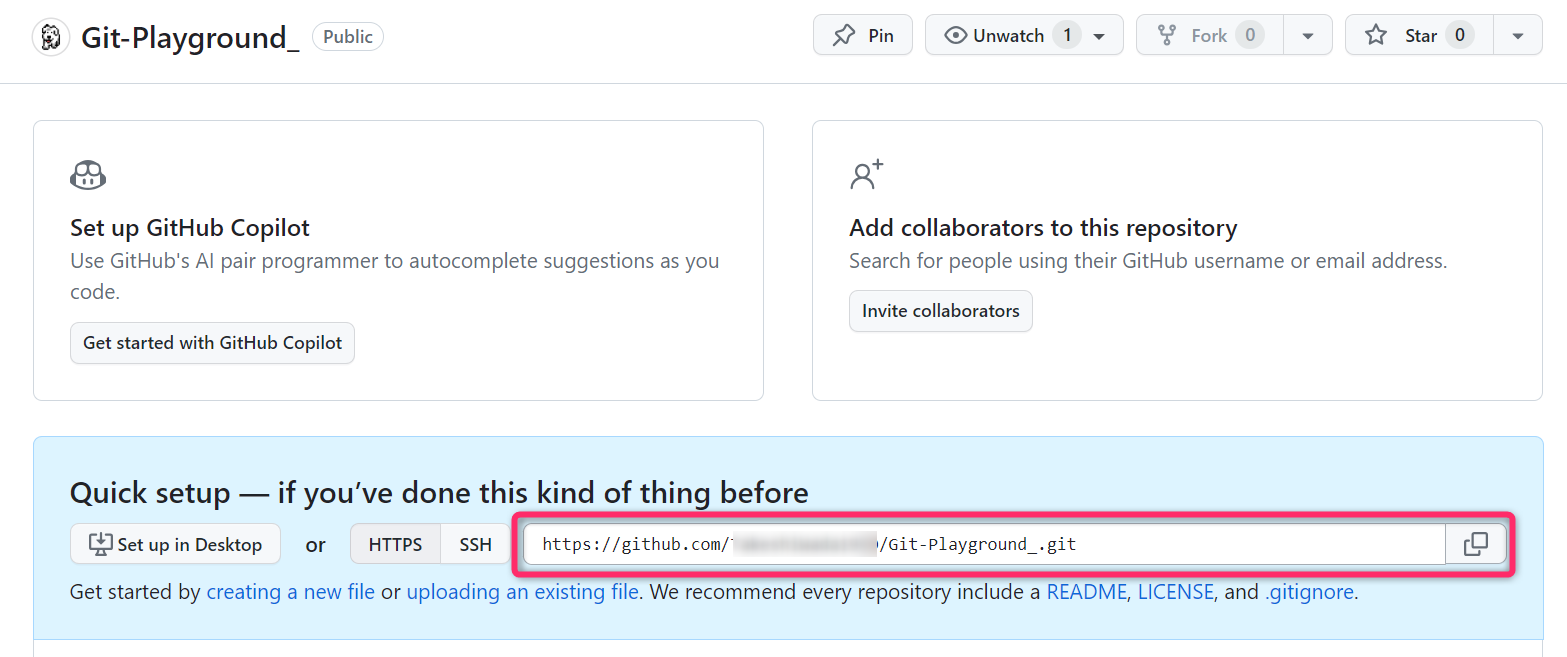 Git-Playground_ Public Pin Unwatch 1 Fork 0 Star 0
Set up GitHub Copilot
Use GitHub's AI pair programmer to autocomplete suggestions as you
code.
Get started with GitHub Copilot
Add collaborators to this repository
Search for people using their GitHub username or email address.
Invite collaborators
Quick setup — if you’ve done this kind of thing before
Set up in Desktop or HTTPS SSH https://github.com/ /Git-Playground_.git
Get started by creating a new file or uploading an existing file. We recommend every repository include a README, LICENSE, and .gitignore.